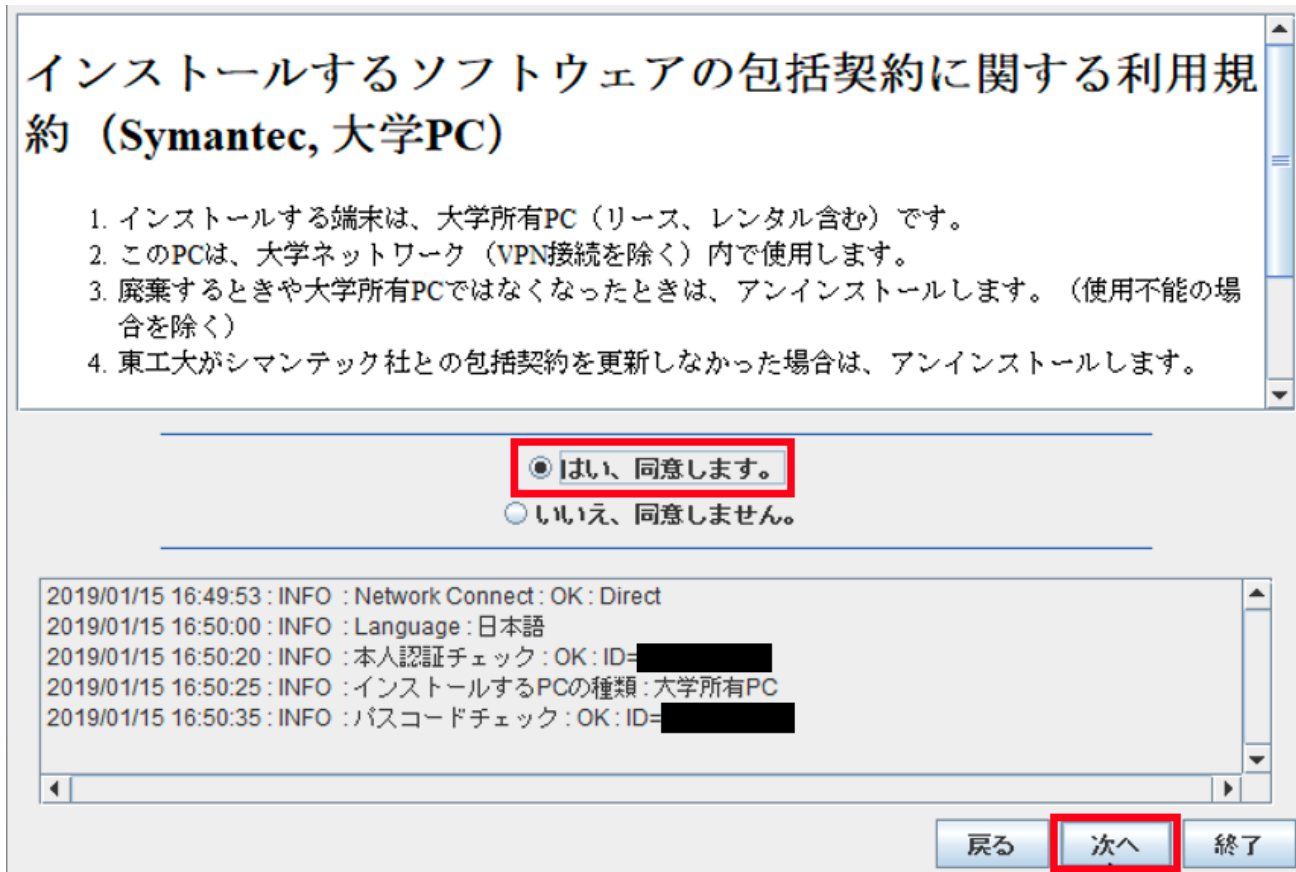 インストールするソフトウェアの包括契約に関する利用規
約（Symantec, 大学PC）
1. インストールする端末は、大学所有PC（リース、レンタル含む）です。
2. このPCは、大学ネットワーク（VPN接続を除く）内で使用します。
3. 廃棄するときや大学所有PCではなくなったときは、アンインストールします。（使用不能の場
合を除く）
4. 東工大がシマンテック社との包括契約を更新しなかった場合は、アンインストールします。
はい、同意します。
いいえ、同意しません。
2019/01/15 16:49:53 : INFO : Network Connect : OK : Direct
2019/01/15 16:50:00 : INFO : Language : 日本語
2019/01/15 16:50:20 : INFO : 本人認証チェック : OK : ID=
2019/01/15 16:50:25 : INFO : インストールするPCの種類 : 大学所有PC
2019/01/15 16:50:35 : INFO : パスコードチェック : OK : ID=
戻る 次へ 終了